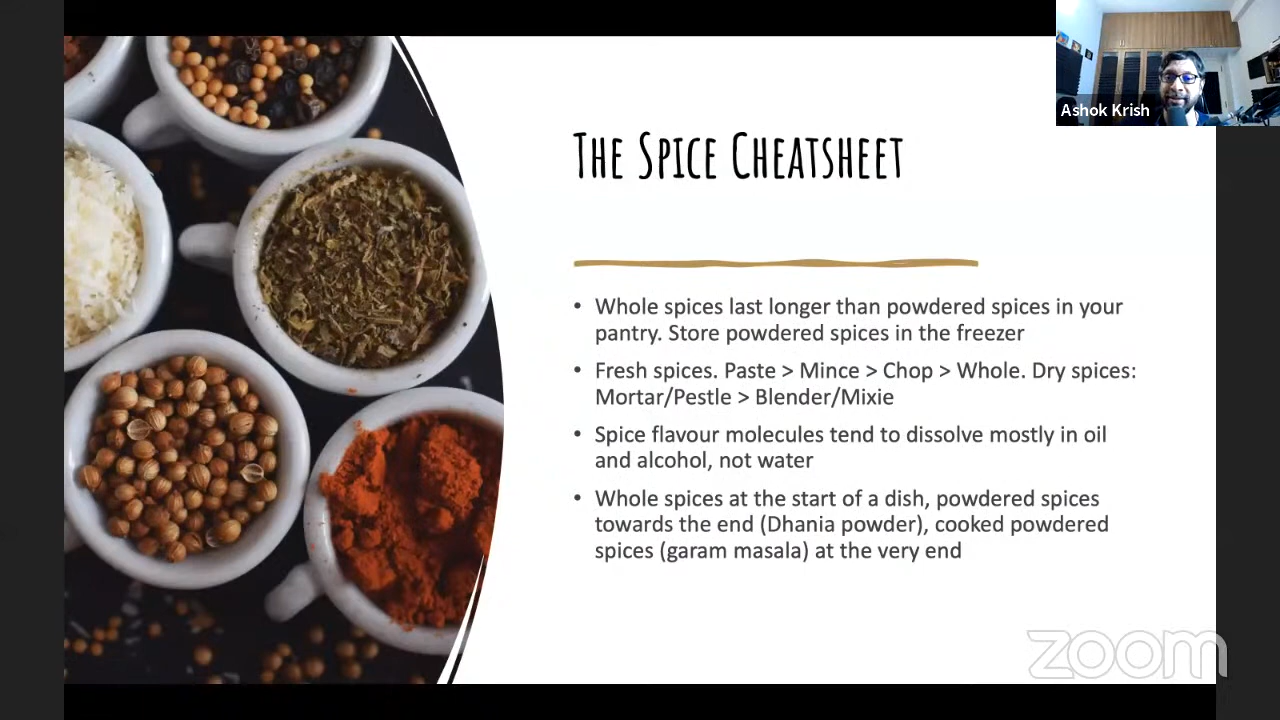 Ashok Krish
The Spice Cheatsheet
• Whole spices last longer than powdered spices in your
pantry. Store powdered spices in the freezer
• Fresh spices. Paste > Mince > Chop > Whole. Dry spices:
Mortar/Pestle > Blender/Mixie
• Spice flavour molecules tend to dissolve mostly in oil
and alcohol, not water
• Whole spices at the start of a dish, powdered spices
towards the end (Dhania powder), cooked powdered
spices (garam masala) at the very end
zoom